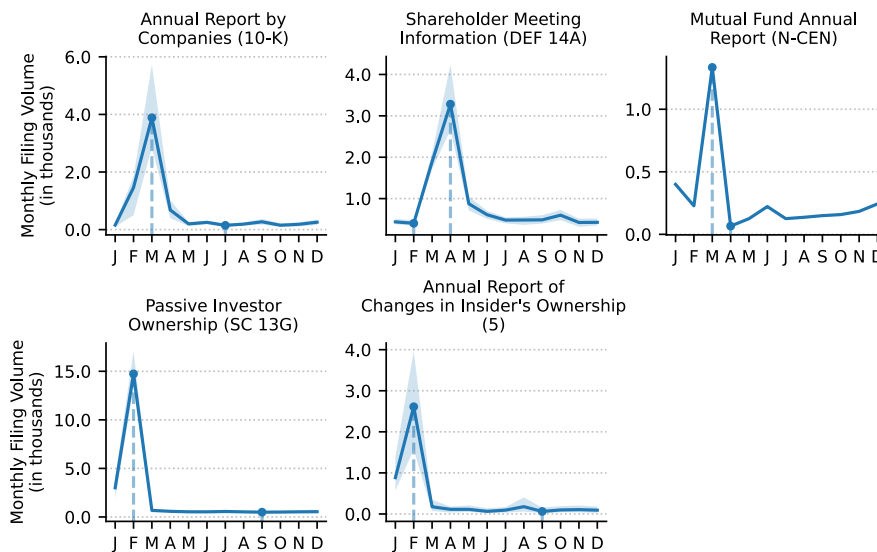 Annual Report by
Companies (10-K)
Shareholder Meeting
Information (DEF 14A)
Mutual Fund Annual
Report (N-CEN)
Monthly Filing Volume
(in thousands)
6.0
4.0
2.0
0.0
J F M A M J J A S O N D
4.0
3.0
2.0
1.0
J F M A M J J A S O N D
1.0
0.5
0.0
J F M A M J J A S O N D
Passive Investor
Ownership (SC 13G)
Annual Report of
Changes in Insider's Ownership
(5)
Monthly Filing Volume
(in thousands)
15.0
10.0
5.0
0.0
J F M A M J J A S O N D
4.0
3.0
2.0
1.0
0.0
J F M A M J J A S O N D